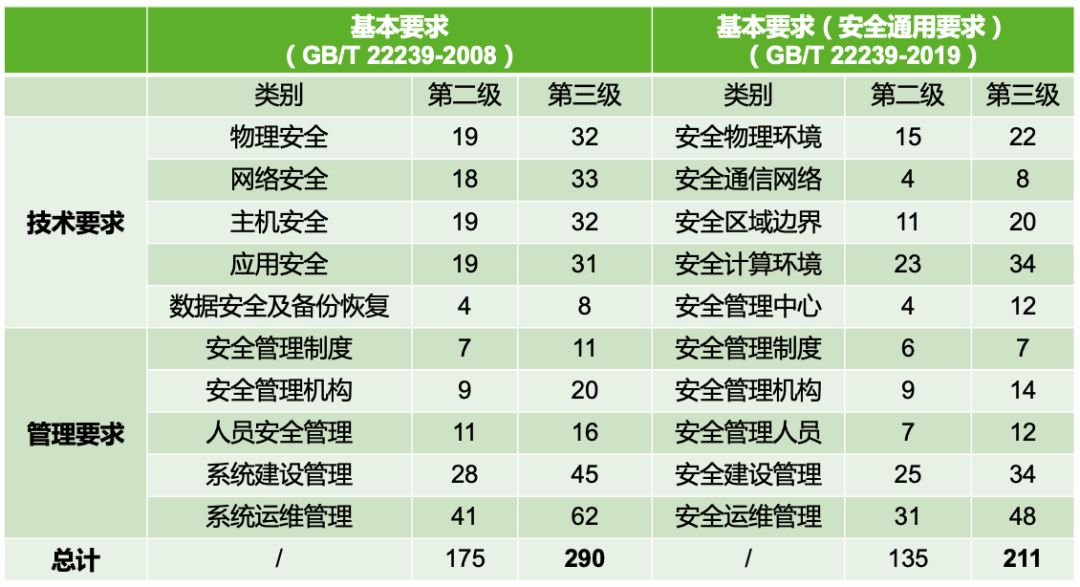 基本要求
（GB/T 22239-2008）
基本要求（安全通用要求）
（GB/T 22239-2019）
类别 第二级 第三级 类别 第二级 第三级
技术要求
物理安全 19 32 安全物理环境 15 22
网络安全 18 33 安全通信网络 4 8
主机安全 19 32 安全区域边界 11 20
应用安全 19 31 安全计算环境 23 34
数据安全及备份恢复 4 8 安全管理中心 4 12
管理要求
安全管理制度 7 11 安全管理制度 6 7
安全管理机构 9 20 安全管理机构 9 14
人员安全管理 11 16 安全管理人员 7 12
系统建设管理 28 45 安全建设管理 25 34
系统运维管理 41 62 安全运维管理 31 48
总计 / 175 290 / 135 211